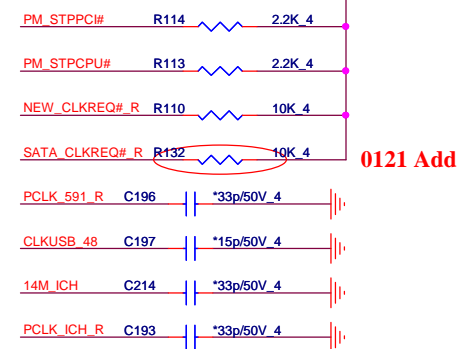 PM_STPPCI# R114 2.2K_4
PM_STPCPU# R113 2.2K_4
NEW_CLKREQ#_R R110 10K_4
SATA_CLKREQ#_R R132 10K_4 0121 Add
PCLK_591_R C196 *33p/50V_4
CLKUSB_48 C197 *15p/50V_4
14M_ICH C214 *33p/50V_4
PCLK_ICH_R C193 *33p/50V_4